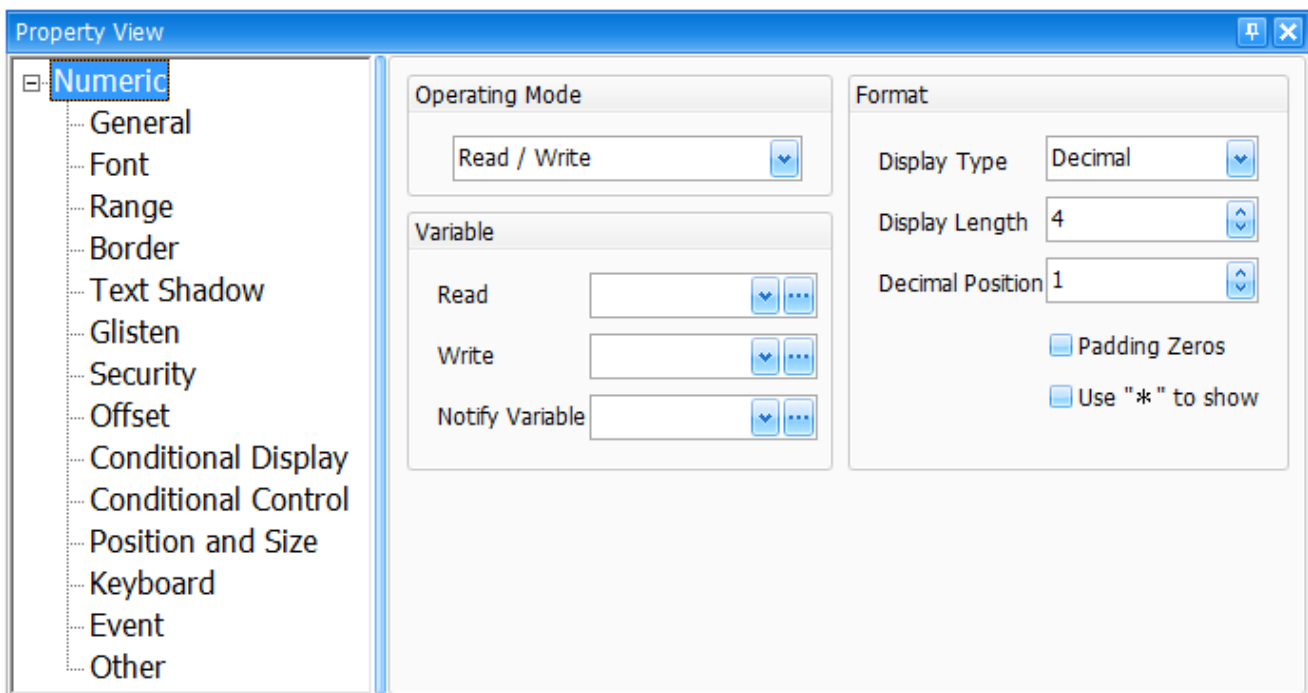 Property View
Numeric
General
Font
Range
Border
Text Shadow
Glisten
Security
Offset
Conditional Display
Conditional Control
Position and Size
Keyboard
Event
Other
Operating Mode
Read / Write
Variable
Read
Write
Notify Variable
Format
Display Type Decimal
Display Length 4
Decimal Position 1
Padding Zeros
Use "*" to show